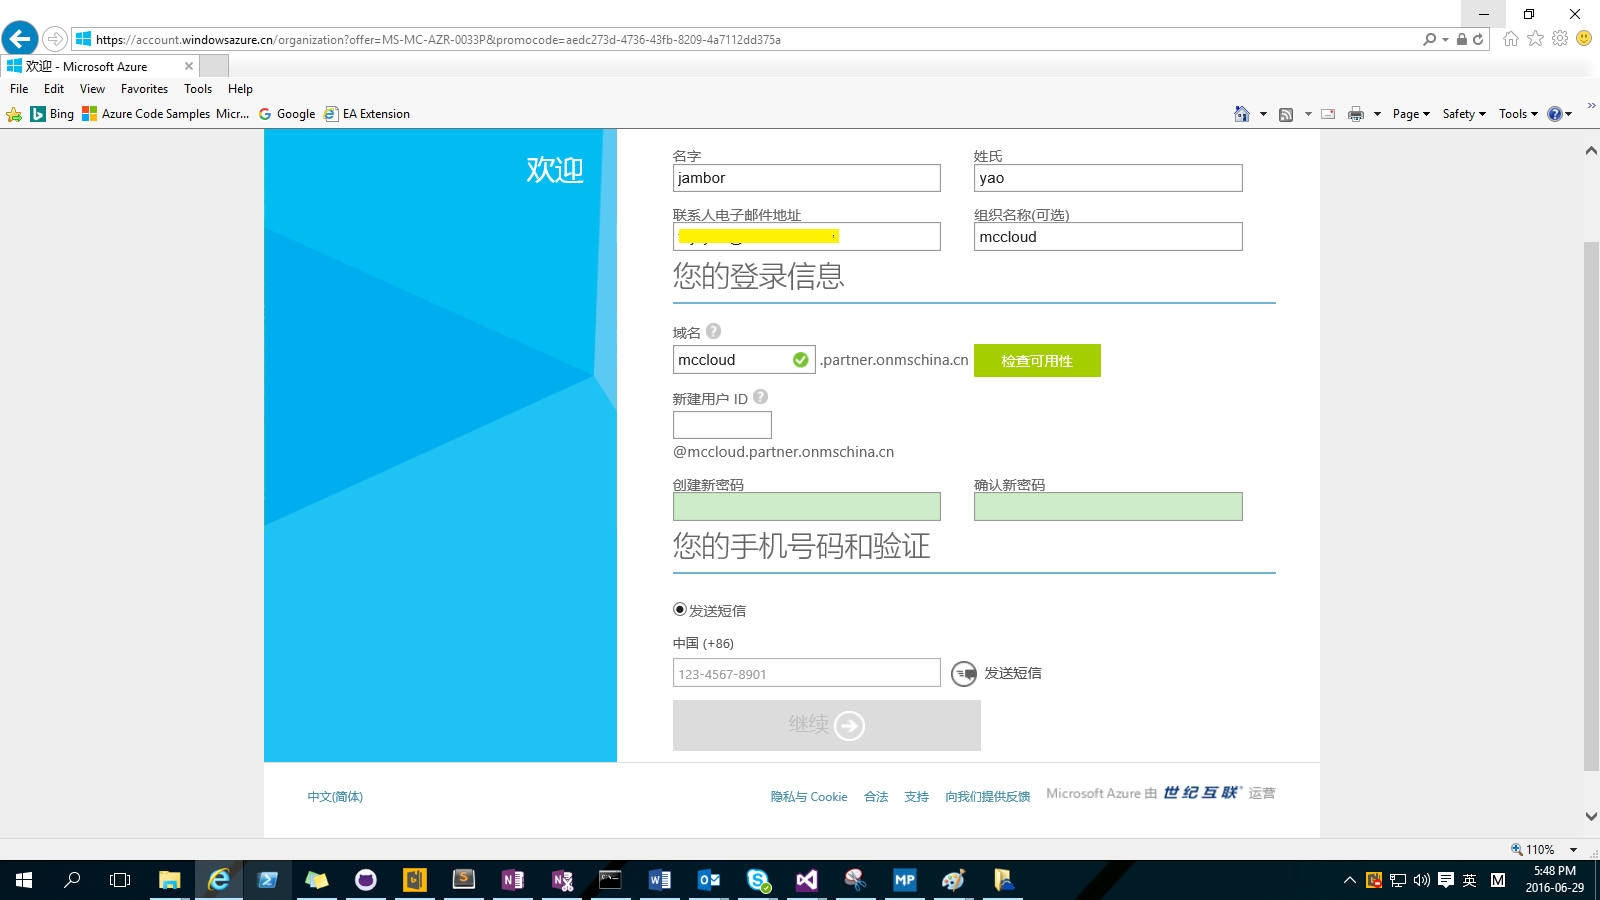 https://account.windowsazure.cn/organization?offer=MS-MC-AZR-0033P&promocode=aedc273d-4736-43fb-8209-4a7112dd375a
欢迎 - Microsoft Azure
File Edit View Favorites Tools Help
Bing Azure Code Samples Micr... Google EA Extension
Page Safety Tools
欢迎
名字 姓氏
jambor yao
联系人电子邮件地址 组织名称(可选)
mccloud
您的登录信息
域名
mccloud .partner.onmschina.cn 检查可用性
新建用户 ID
@mccloud.partner.onmschina.cn
创建新密码 确认新密码
您的手机号码和验证
发送短信
中国 (+86)
123-4567-8901 发送短信
继续
中文(简体) 隐私与 Cookie 合法 支持 向我们提供反馈 Microsoft Azure 由 世纪互联 运营
110%
MP 英 M
5:48 PM
2016-06-29